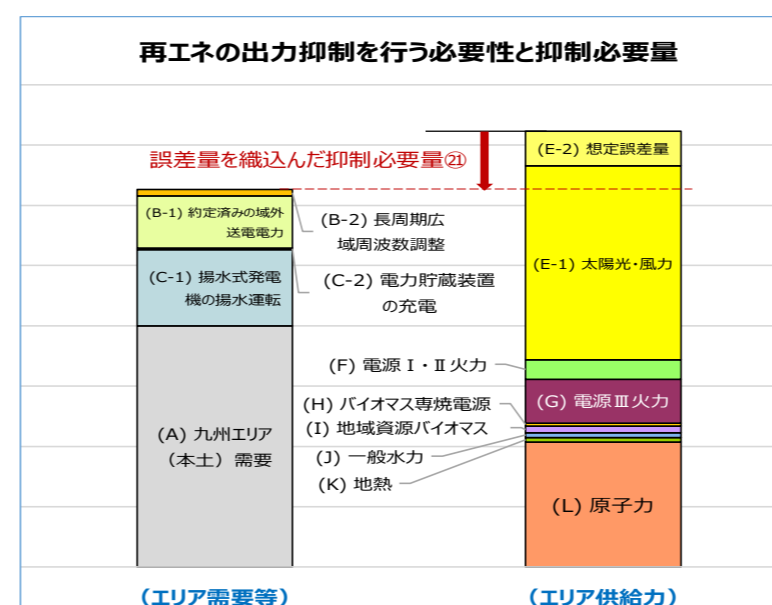 再エネの出力抑制を行う必要性と抑制必要量
誤差量を織込んだ抑制必要量㉑
(B-1) 約定済みの域外
送電電力
(B-2) 長周期広
域周波数調整
(C-1) 揚水式発電
機の揚水運転
(C-2) 電力貯蔵装置
の充電
(A) 九州エリア
(本土) 需要
(E-2) 想定誤差量
(E-1) 太陽光・風力
(F) 電源Ⅰ・Ⅱ火力
(G) 電源Ⅲ火力
(H) バイオマス専焼電源
(I) 地域資源バイオマス
(J) 一般水力
(K) 地熱
(L) 原子力
(エリア需要等)
(エリア供給力)